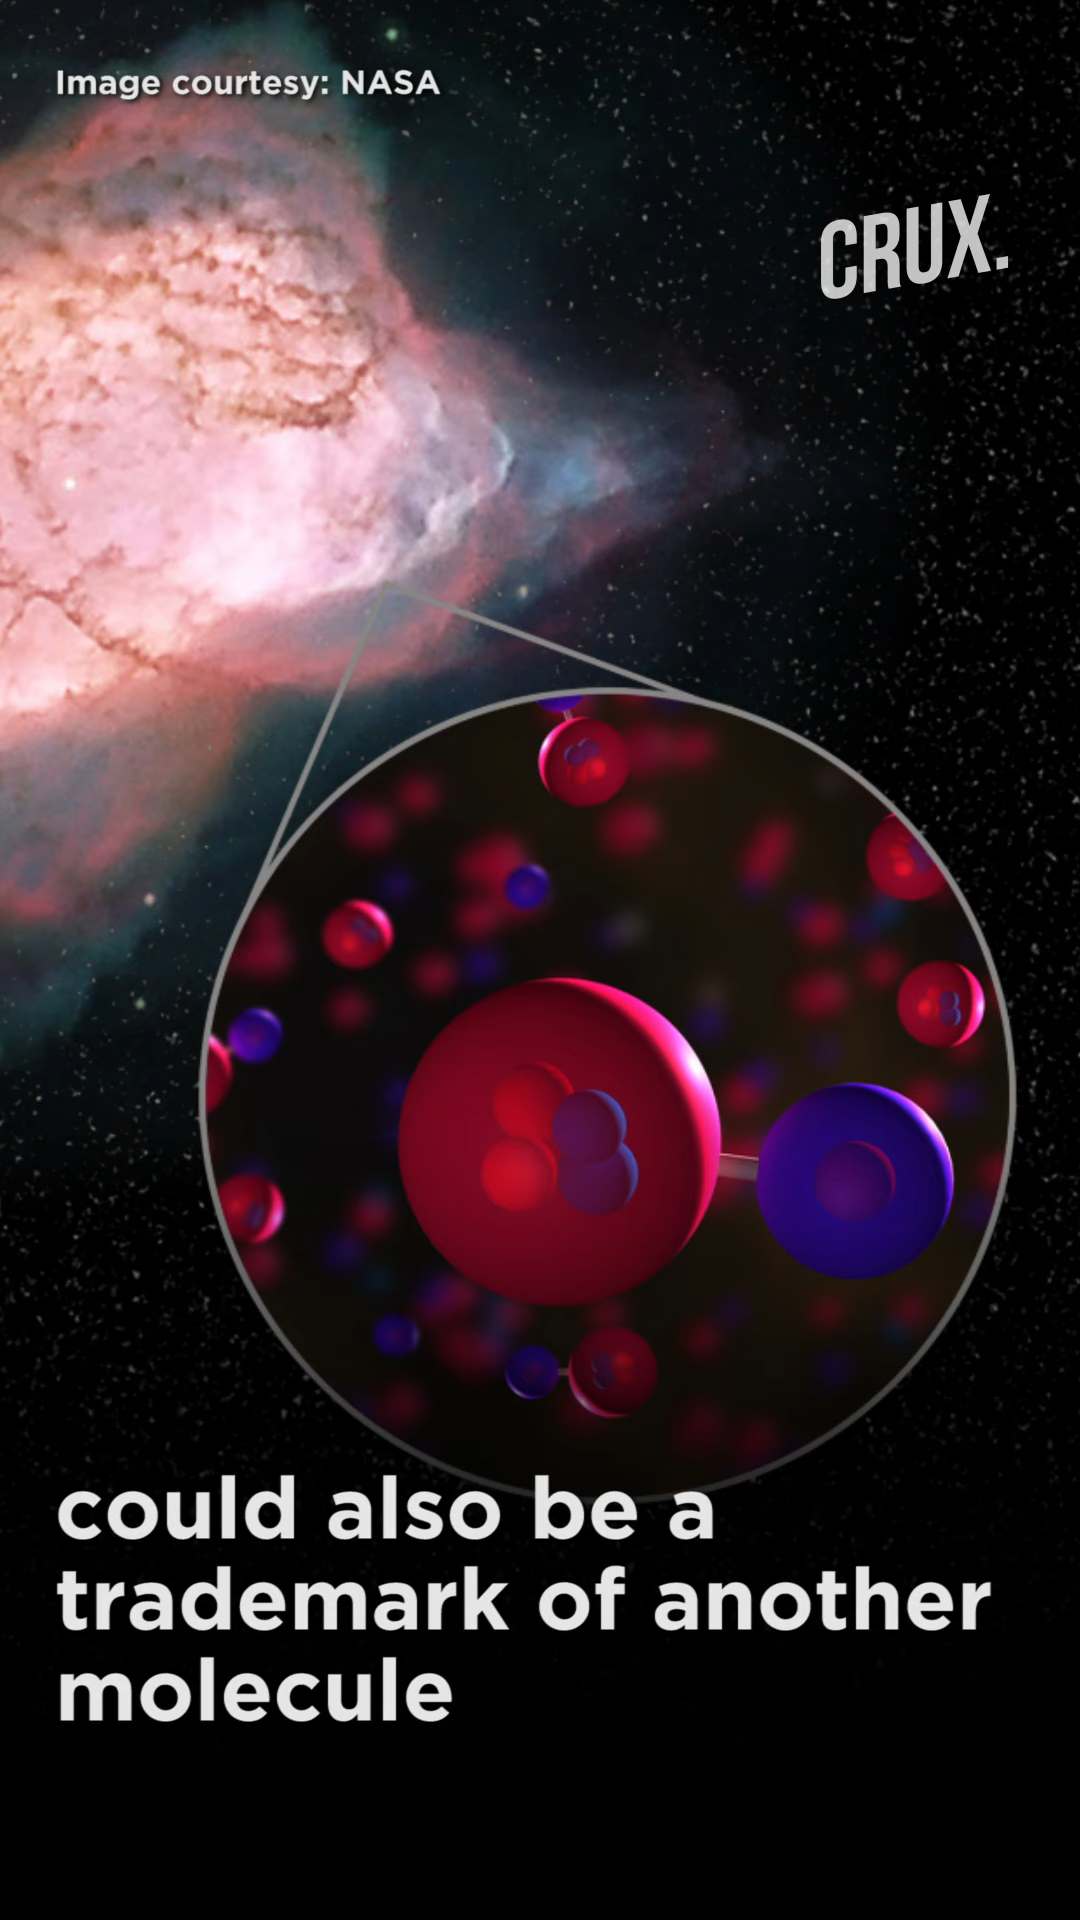 Image courtesy: NASA
CRUX.
could also be a
trademark of another
molecule